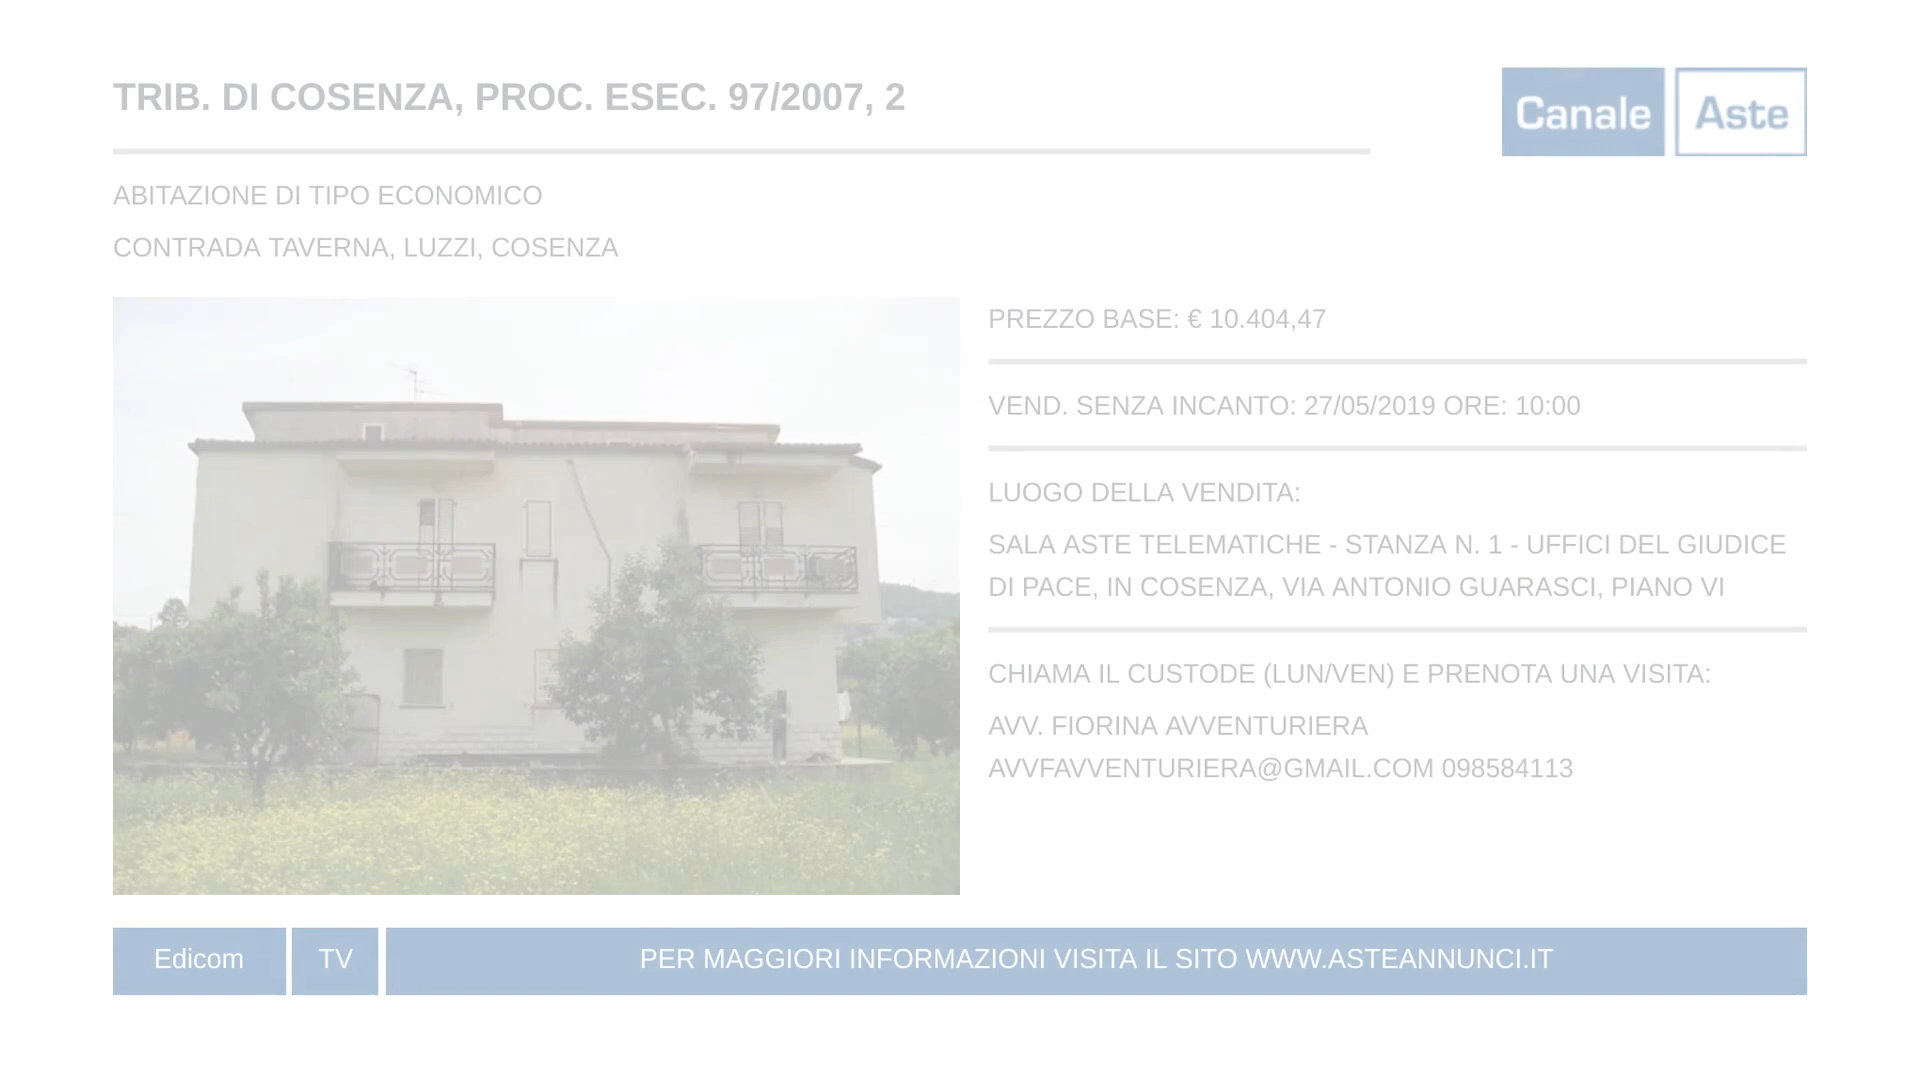 TRIB. DI COSENZA, PROC. ESEC. 97/2007, 2
Canale Aste
ABITAZIONE DI TIPO ECONOMICO
CONTRADA TAVERNA, LUZZI, COSENZA
PREZZO BASE: € 10.404,47
VEND. SENZA INCANTO: 27/05/2019 ORE: 10:00
LUOGO DELLA VENDITA:
SALA ASTE TELEMATICHE - STANZA N. 1 - UFFICI DEL GIUDICE
DI PACE, IN COSENZA, VIA ANTONIO GUARASCI, PIANO VI
CHIAMA IL CUSTODE (LUN/VEN) E PRENOTA UNA VISITA:
AVV. FIORINA AVVENTURIERA
AVVFAVVENTURIERA@GMAIL.COM 098584113
Edicom TV PER MAGGIORI INFORMAZIONI VISITA IL SITO WWW.ASTEANNUNCI.IT